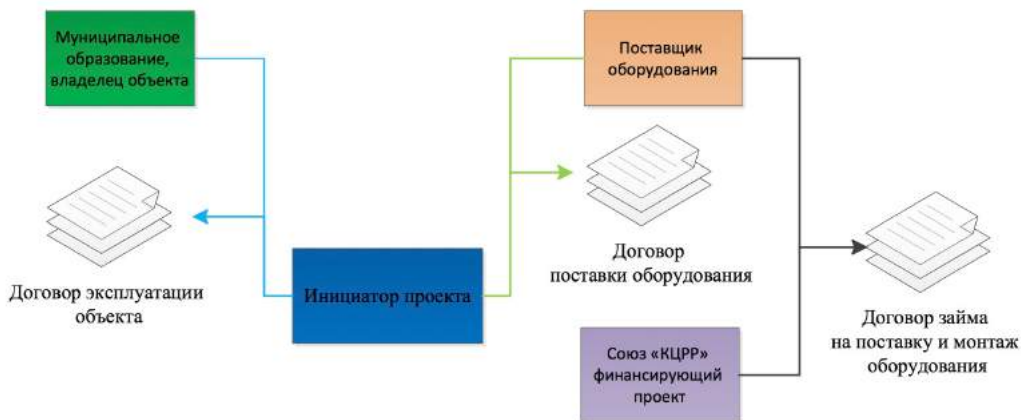 Муниципальное
образование,
владелец объекта
Поставщик
оборудования
Договор эксплуатации
объекта
Инициатор проекта
Договор
поставки оборудования
Союз «КЦРР»
финансирующий
проект
Договор займа
на поставку и монтаж
оборудования